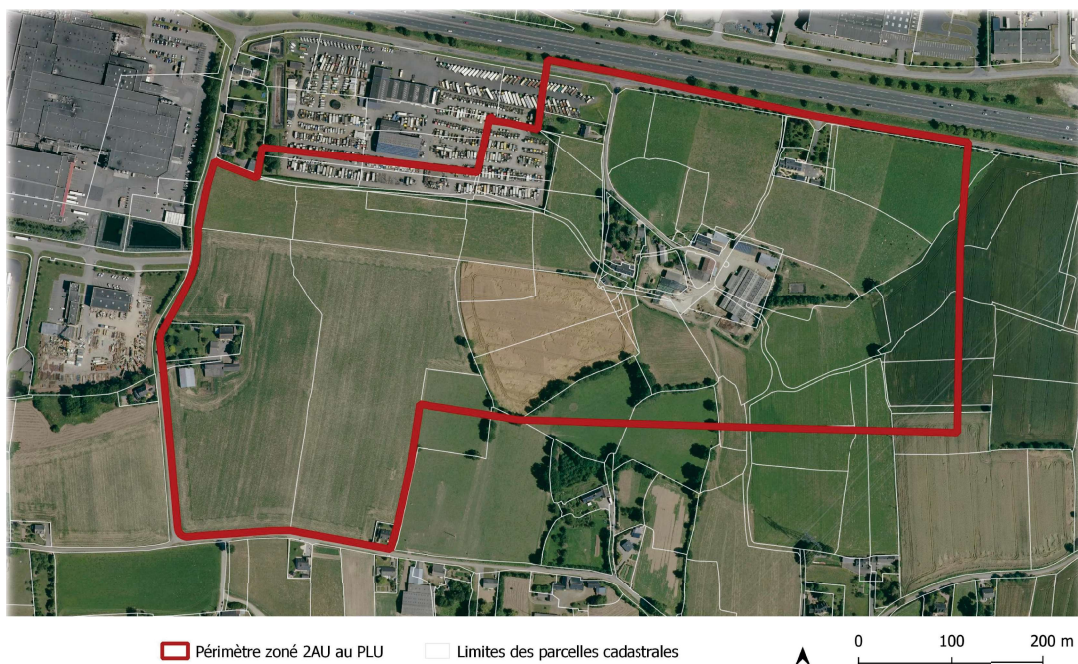 Périmètre zoné 2AU au PLU
Limites des parcelles cadastrales
0 100 200 m